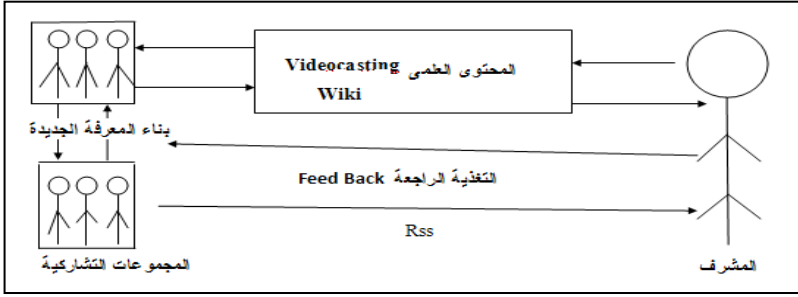 المحتوى العلمى Videocasting
Wiki
بناء المعرفة الجديدة
التغذية الراجعة Feed Back
Rss
المجموعات التشاركية
المشرف